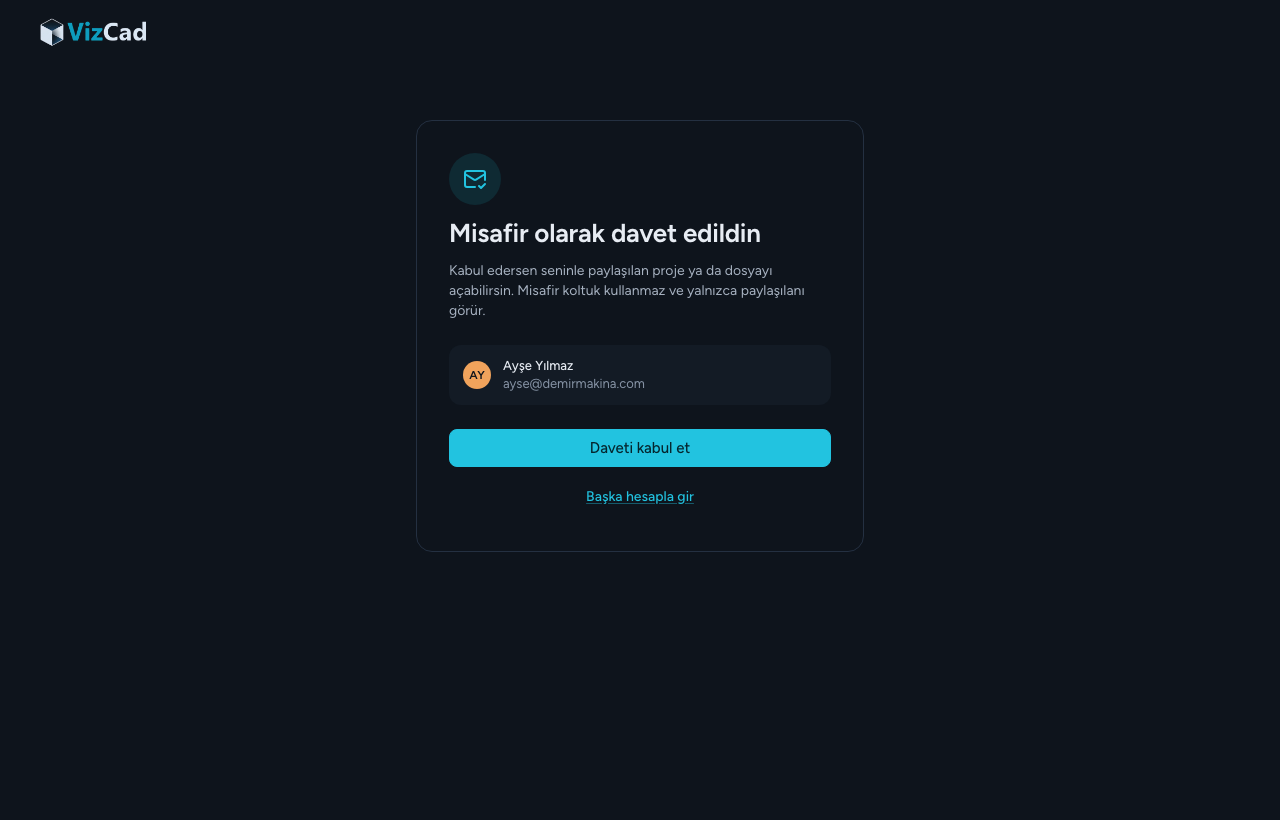 VizCad
Misafir olarak davet edildin
Kabul edersen seninle paylaşılan proje ya da dosyayı
açabilirsin. Misafir koltuk kullanmaz ve yalnızca paylaşılanı
görür.
AY
Ayşe Yılmaz
ayse@demirmakina.com
Daveti kabul et
Başka hesapla gir